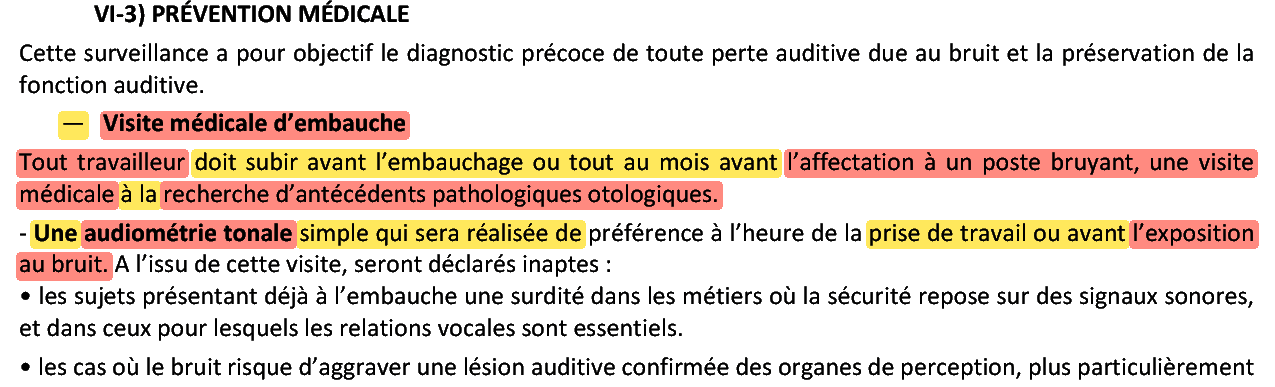 VI-3) PRÉVENTION MÉDICALE
Cette surveillance a pour objectif le diagnostic précoce de toute perte auditive due au bruit et la préservation de la
fonction auditive.
— Visite médicale d’embauche
Tout travailleur doit subir avant l’embauchage ou tout au mois avant l’affectation à un poste bruyant, une visite
médicale à la recherche d’antécédents pathologiques otologiques.
- Une audiométrie tonale simple qui sera réalisée de préférence à l’heure de la prise de travail ou avant l’exposition
au bruit. A l’issu de cette visite, seront déclarés inaptes :
• les sujets présentant déjà à l’embauche une surdité dans les métiers où la sécurité repose sur des signaux sonores,
et dans ceux pour lesquels les relations vocales sont essentiels.
• les cas où le bruit risque d’aggraver une lésion auditive confirmée des organes de perception, plus particulièrement